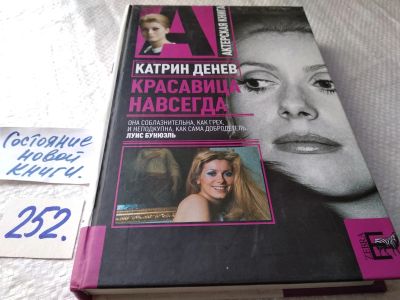 А
АКТЕРСКАЯ КНИГА
КАТРИН ДЕНЕВ
КРАСАВИЦА
НАВСЕГДА
ОНА СОБЛАЗНИТЕЛЬНА, КАК ГРЕХ,
И НЕПОДКУПНА, КАК САМА ДОБРОДЕТЕЛЬ.
ЛУИС БУНЮЭЛЬ
ZEBRA E
Состояние
новой
книги.
252.